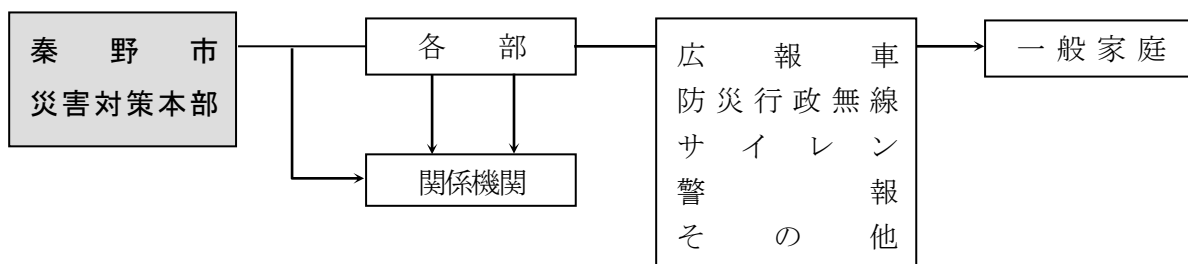 秦野市
災害対策本部
各部
関係機関
広報車
防災行政無線
サイレン
警報
その他
一般家庭